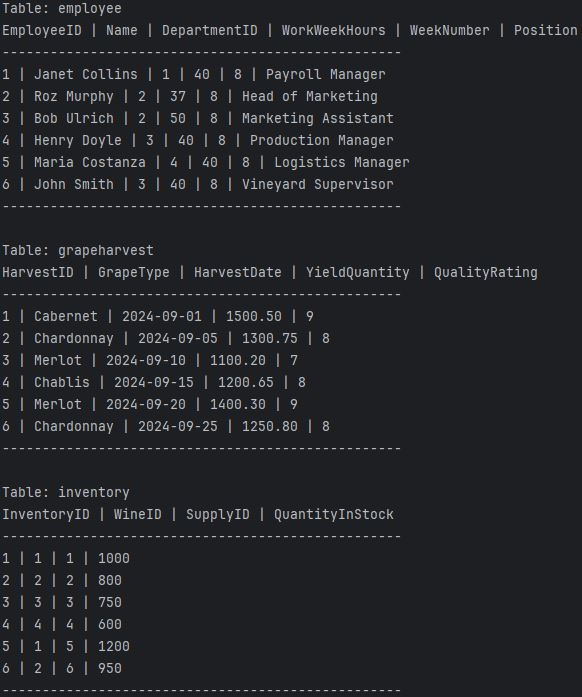 Table: employee
EmployeeID | Name | DepartmentID | WorkWeekHours | WeekNumber | Position
--------------------------------------------------
1 | Janet Collins | 1 | 40 | 8 | Payroll Manager
2 | Roz Murphy | 2 | 37 | 8 | Head of Marketing
3 | Bob Ulrich | 2 | 50 | 8 | Marketing Assistant
4 | Henry Doyle | 3 | 40 | 8 | Production Manager
5 | Maria Costanza | 4 | 40 | 8 | Logistics Manager
6 | John Smith | 3 | 40 | 8 | Vineyard Supervisor
--------------------------------------------------
Table: grapeharvest
HarvestID | GrapeType | HarvestDate | YieldQuantity | QualityRating
--------------------------------------------------
1 | Cabernet | 2024-09-01 | 1500.50 | 9
2 | Chardonnay | 2024-09-05 | 1300.75 | 8
3 | Merlot | 2024-09-10 | 1100.20 | 7
4 | Chablis | 2024-09-15 | 1200.65 | 8
5 | Merlot | 2024-09-20 | 1400.30 | 9
6 | Chardonnay | 2024-09-25 | 1250.80 | 8
--------------------------------------------------
Table: inventory
InventoryID | WineID | SupplyID | QuantityInStock
--------------------------------------------------
1 | 1 | 1 | 1000
2 | 2 | 2 | 800
3 | 3 | 3 | 750
4 | 4 | 4 | 600
5 | 1 | 5 | 1200
6 | 2 | 6 | 950
--------------------------------------------------